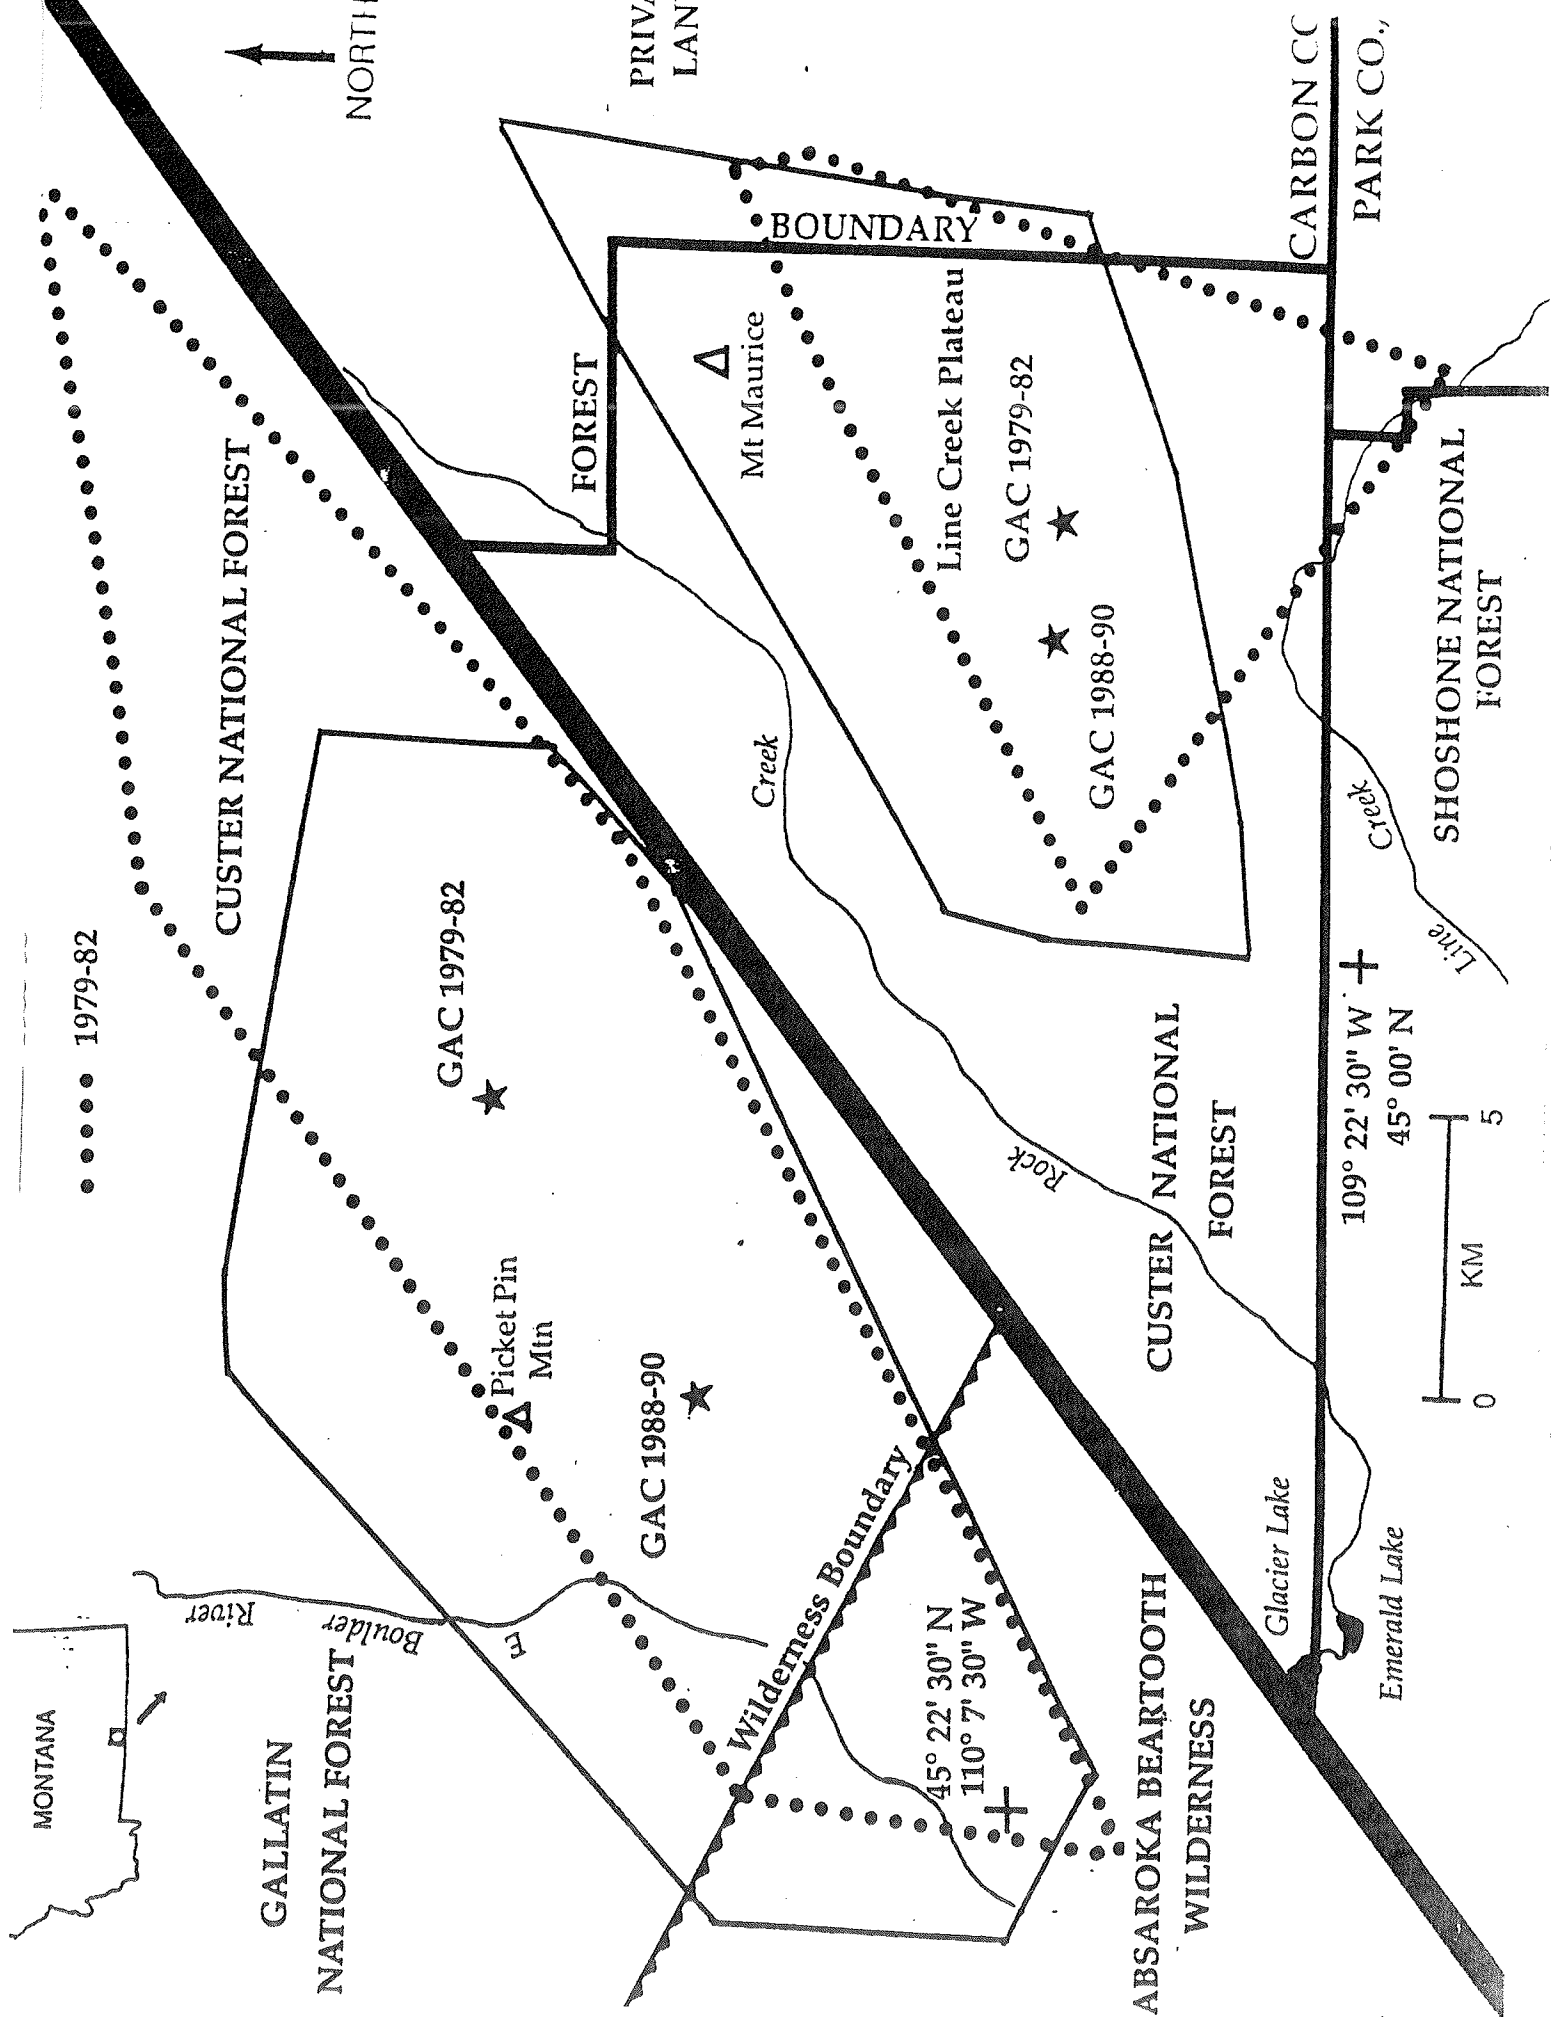 MONTANA
1979-82
NORTH
GALLATIN
NATIONAL FOREST
River
Boulder
E
CUSTER NATIONAL FOREST
GAC 1979-82
Picket Pin
Mtn
GAC 1988-90
Wilderness Boundary
45° 22' 30" N
110° 7' 30" W
ABSAROKA BEARTOOTH
WILDERNESS
PRIVA
LAN
FOREST
BOUNDARY
Mt Maurice
Line Creek Plateau
GAC 1979-82
GAC 1988-90
Creek
Rock
CUSTER NATIONAL
FOREST
CARBON CO
PARK CO.,
Glacier Lake
Emerald Lake
109° 22' 30" W
45° 00' N
0 5
KM
Creek
Line
SHOSHONE NATIONAL
FOREST